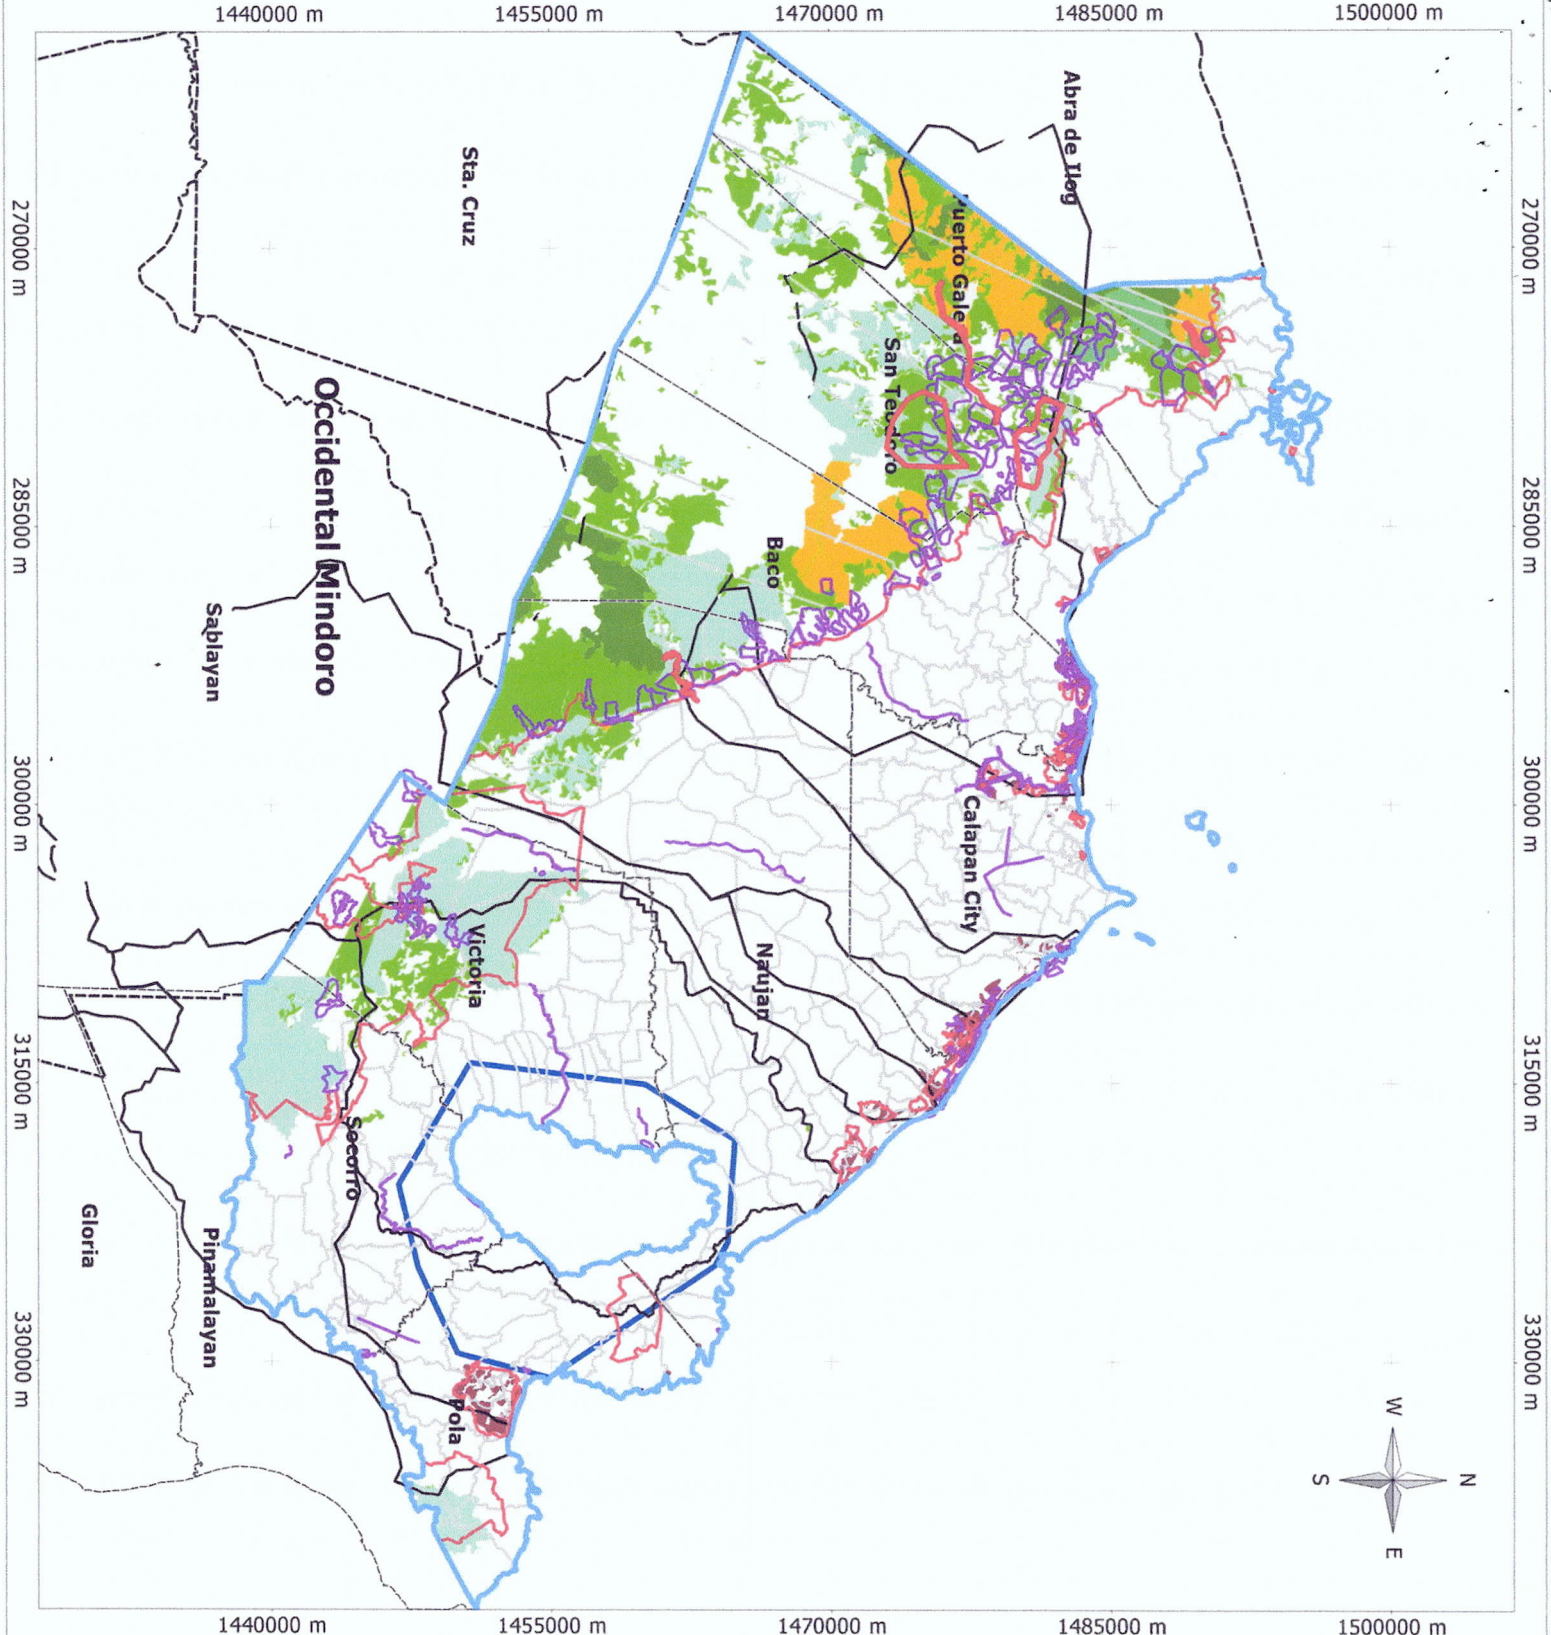 1440000 m
1455000 m
1470000 m
1485000 m
1500000 m
270000 m
285000 m
300000 m
315000 m
330000 m
270000 m
285000 m
300000 m
315000 m
330000 m
Abra de Ilog
Sta. Cruz
Puerto Galera
San Teodoro
Occidental Mindoro
Baco
Sablayan
Calapan City
Victoria
Naujan
Socorro
Gloria
Pinamalayan
Pola
W
N
S
E
1440000 m
1455000 m
1470000 m
1485000 m
1500000 m